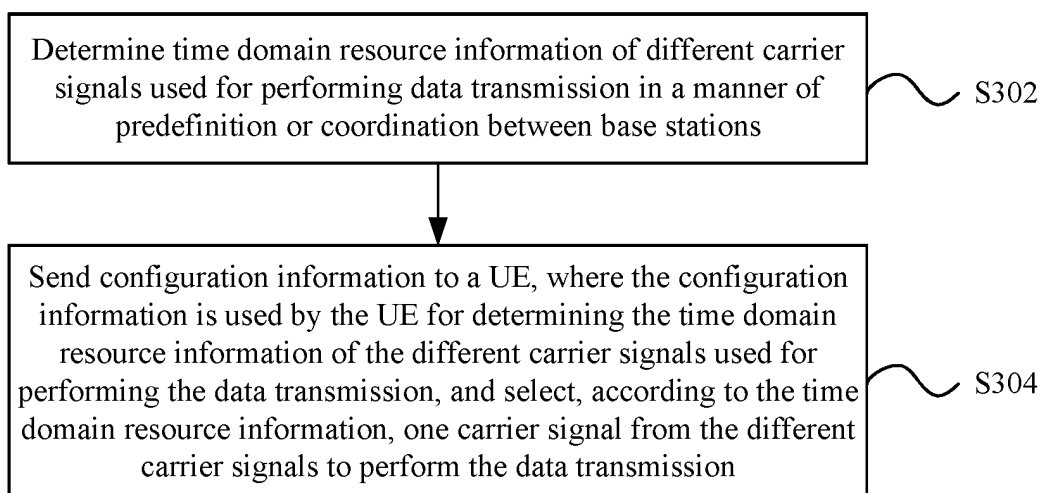 Determine time domain resource information of different carrier
signals used for performing data transmission in a manner of
predefinition or coordination between base stations
S302
Send configuration information to a UE, where the configuration
information is used by the UE for determining the time domain
resource information of the different carrier signals used for
performing the data transmission, and select, according to the time
domain resource information, one carrier signal from the different
carrier signals to perform the data transmission
S304